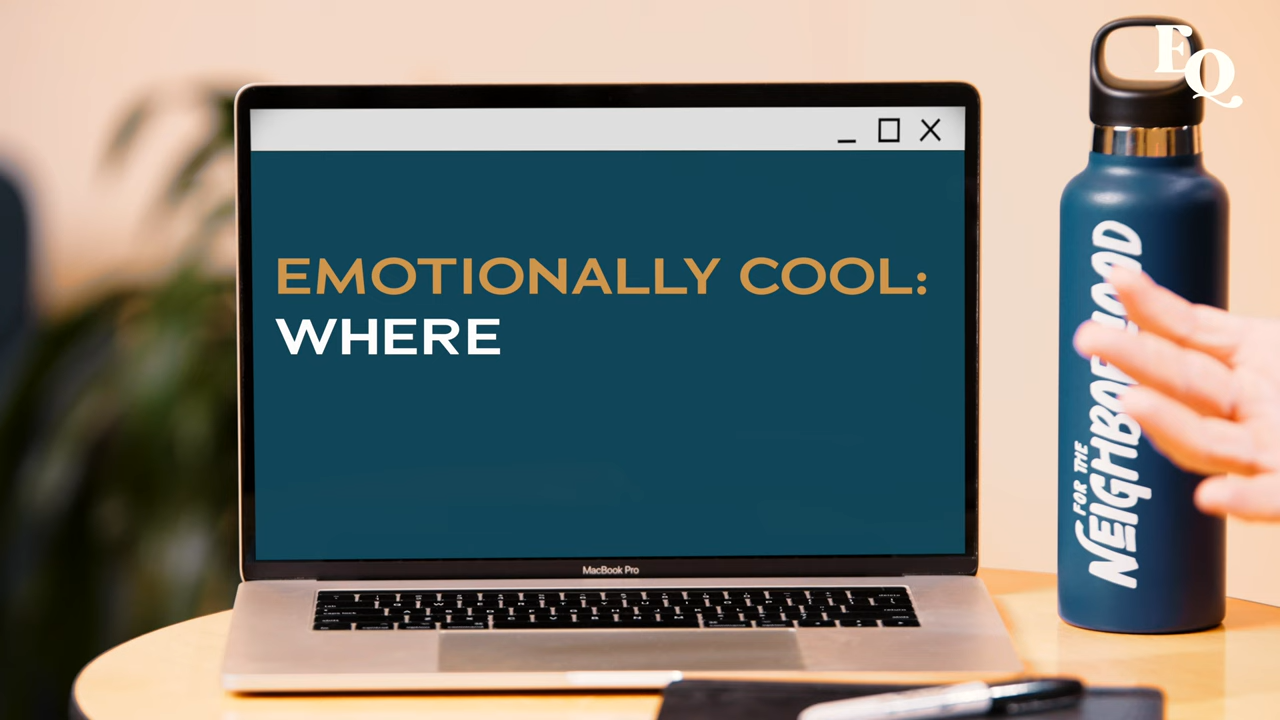 EMOTIONALLY COOL:
WHERE
MacBook Pro
FOR THE
NEIGHBORHOOD
EQ